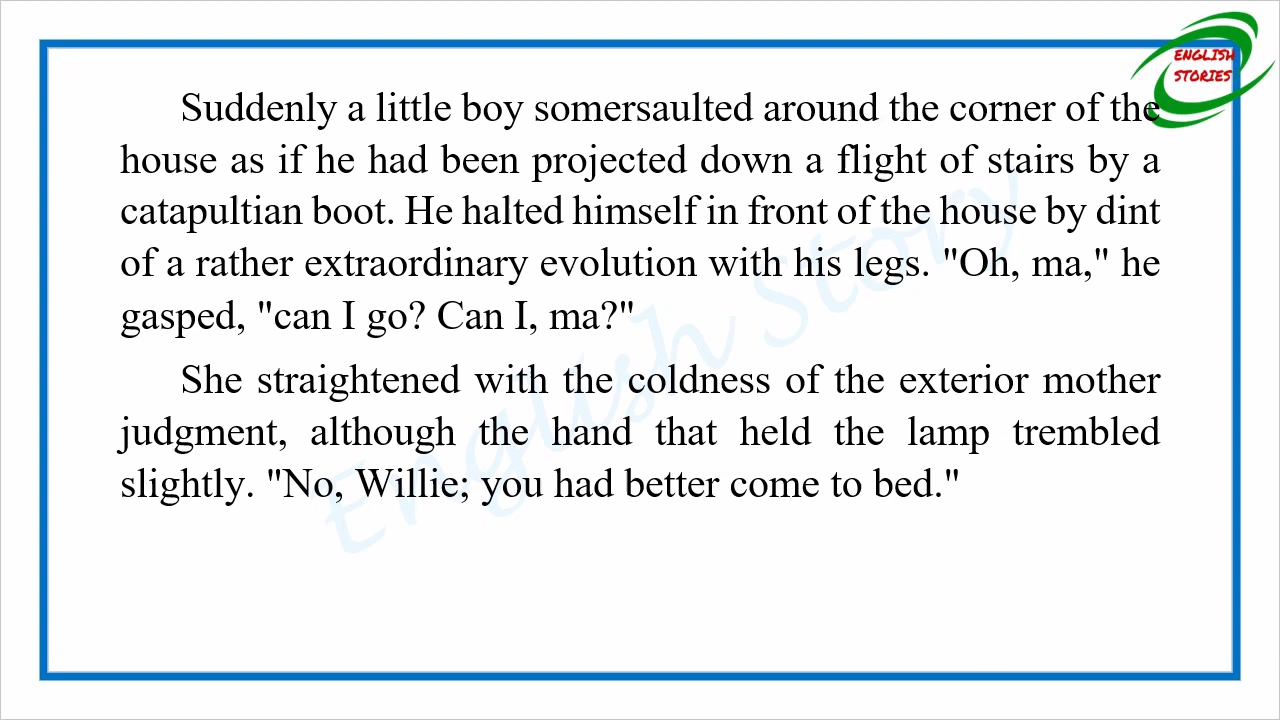 ENGLISH
STORIES
Suddenly a little boy somersaulted around the corner of the
house as if he had been projected down a flight of stairs by a
catapultian boot. He halted himself in front of the house by dint
of a rather extraordinary evolution with his legs. "Oh, ma," he
gasped, "can I go? Can I, ma?"
She straightened with the coldness of the exterior mother
judgment, although the hand that held the lamp trembled
slightly. "No, Willie; you had better come to bed."
English Story